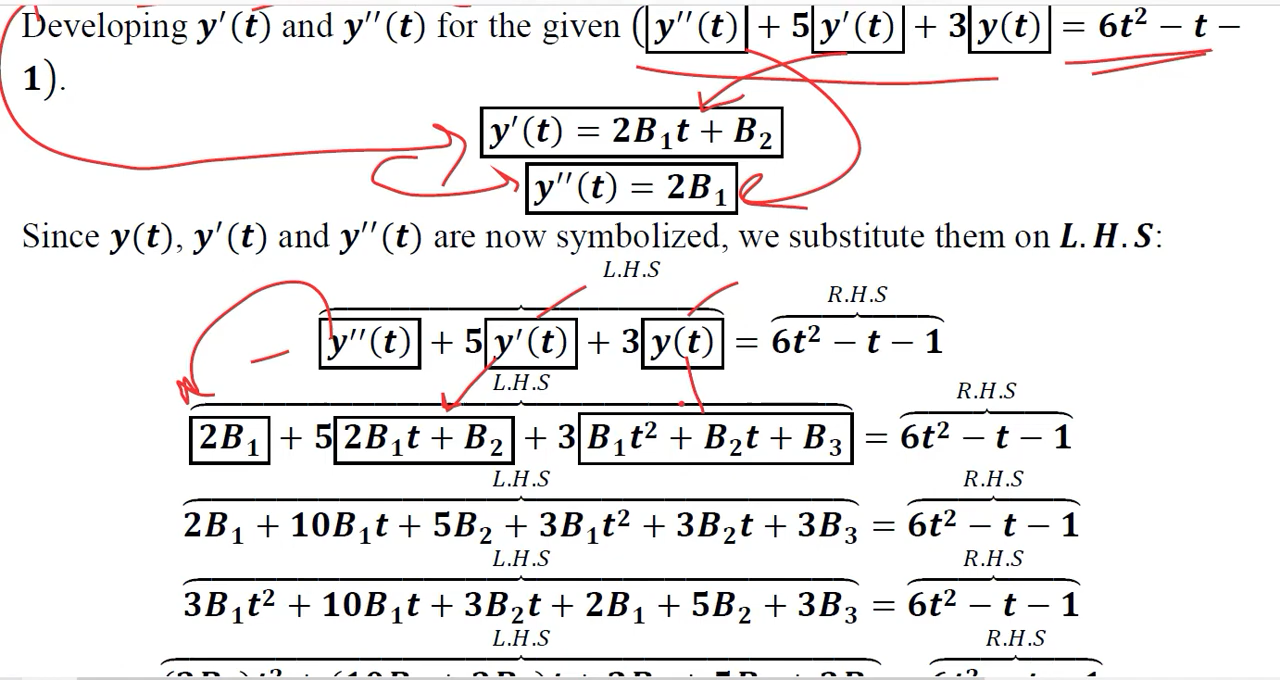 Developing y′(t) and y′′(t) for the given (y′′(t) + 5y′(t) + 3y(t) = 6t² − t −
1).
y′(t) = 2B₁t + B₂
y′′(t) = 2B₁
Since y(t), y′(t) and y′′(t) are now symbolized, we substitute them on L.H.S:
L.H.S R.H.S
y′′(t) + 5y′(t) + 3y(t) = 6t² − t − 1
L.H.S R.H.S
2B₁ + 5 2B₁t + B₂ + 3 B₁t² + B₂t + B₃ = 6t² − t − 1
L.H.S R.H.S
2B₁ + 10B₁t + 5B₂ + 3B₁t² + 3B₂t + 3B₃ = 6t² − t − 1
L.H.S R.H.S
3B₁t² + 10B₁t + 3B₂t + 2B₁ + 5B₂ + 3B₃ = 6t² − t − 1
L.H.S R.H.S